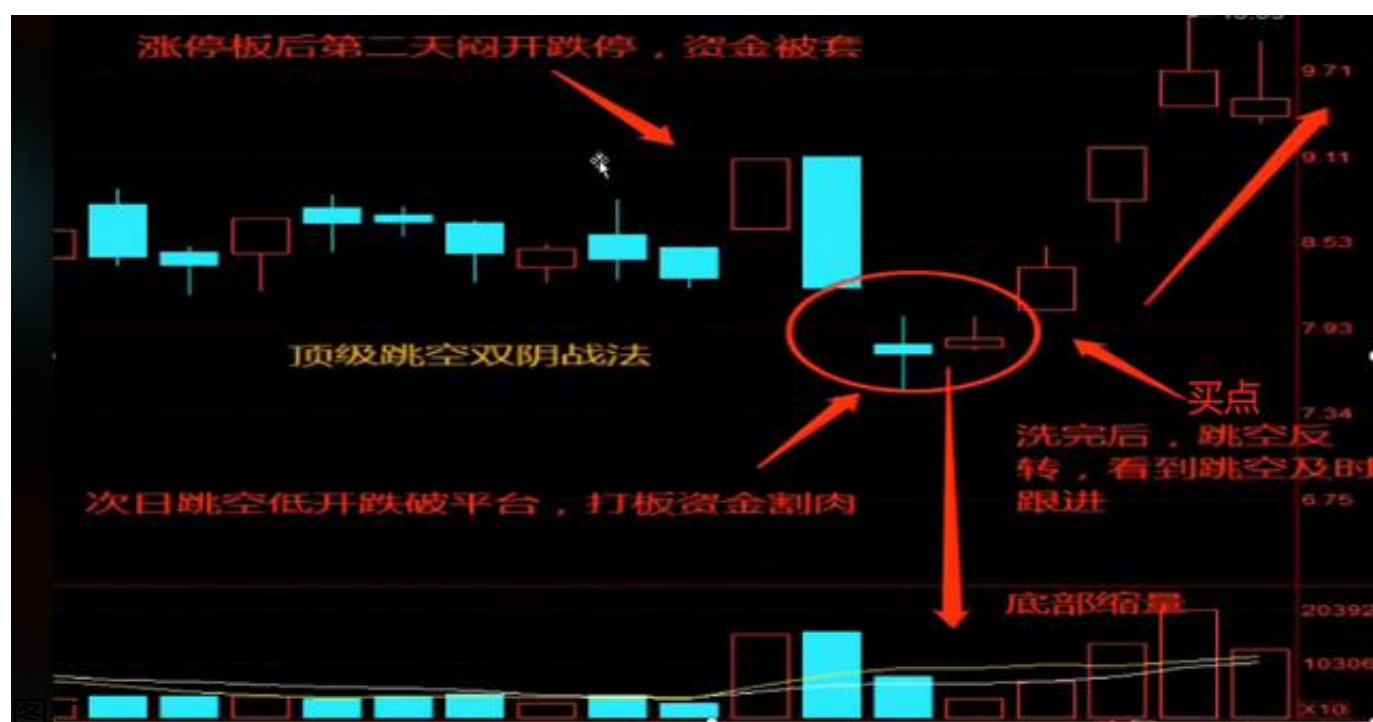 涨停板后第二天闷开跌停，资金被套
9.71
9.11
8.53
顶级跳空双阴战法
7.93
买点
7.34
洗完后，跳空反
转，看到跳空及时
跟进
次日跳空低开跌破平台，打板资金割肉
6.75
底部缩量
20392
10306
X10